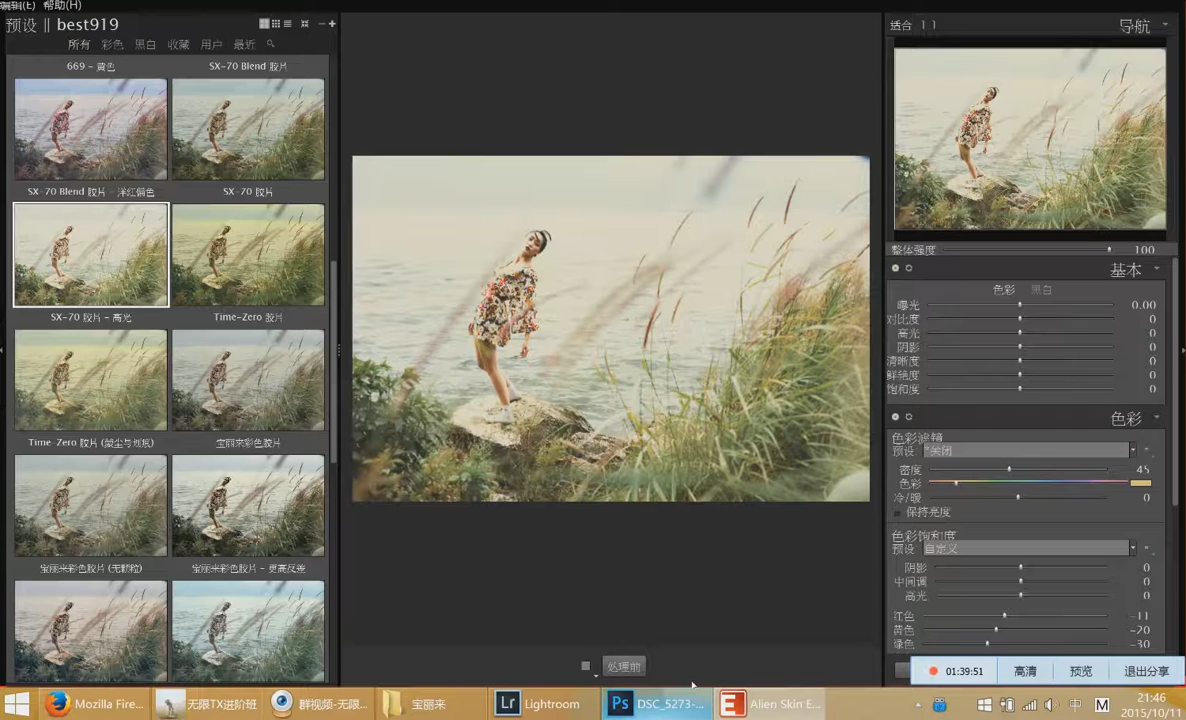 编辑(E) 帮助(H)
预设 || best919
所有 彩色 黑白 收藏 用户 最近
669 - 黄色
SX-70 Blend 胶片
SX-70 Blend 胶片 - 洋红偏色
SX-70 胶片
SX-70 胶片 - 高光
Time-Zero 胶片
Time-Zero 胶片 (蒙尘与划痕)
宝丽来彩色胶片
宝丽来彩色胶片 (无颗粒)
宝丽来彩色胶片 - 更高反差
处理前
适合 1:1
导航
整体强度 100
基本
色彩 黑白
曝光 0.00
对比度 0
高光 0
阴影 0
清晰度 0
鲜艳度 0
饱和度 0
色彩
色彩滤镜
预设 *关闭
密度 45
色彩
冷/暖 0
保持亮度
色彩饱和度
预设 自定义
阴影 0
中间调 0
高光 0
红色 -11
黄色 -20
绿色 -30
01:39:51 高清 预览 退出分享
Mozilla Fire...
无限TX进阶班
群视频-无限...
宝丽来
Lr Lightroom
Ps DSC_5273-...
E Alien Skin E...
中 M
21:46
2015/10/11